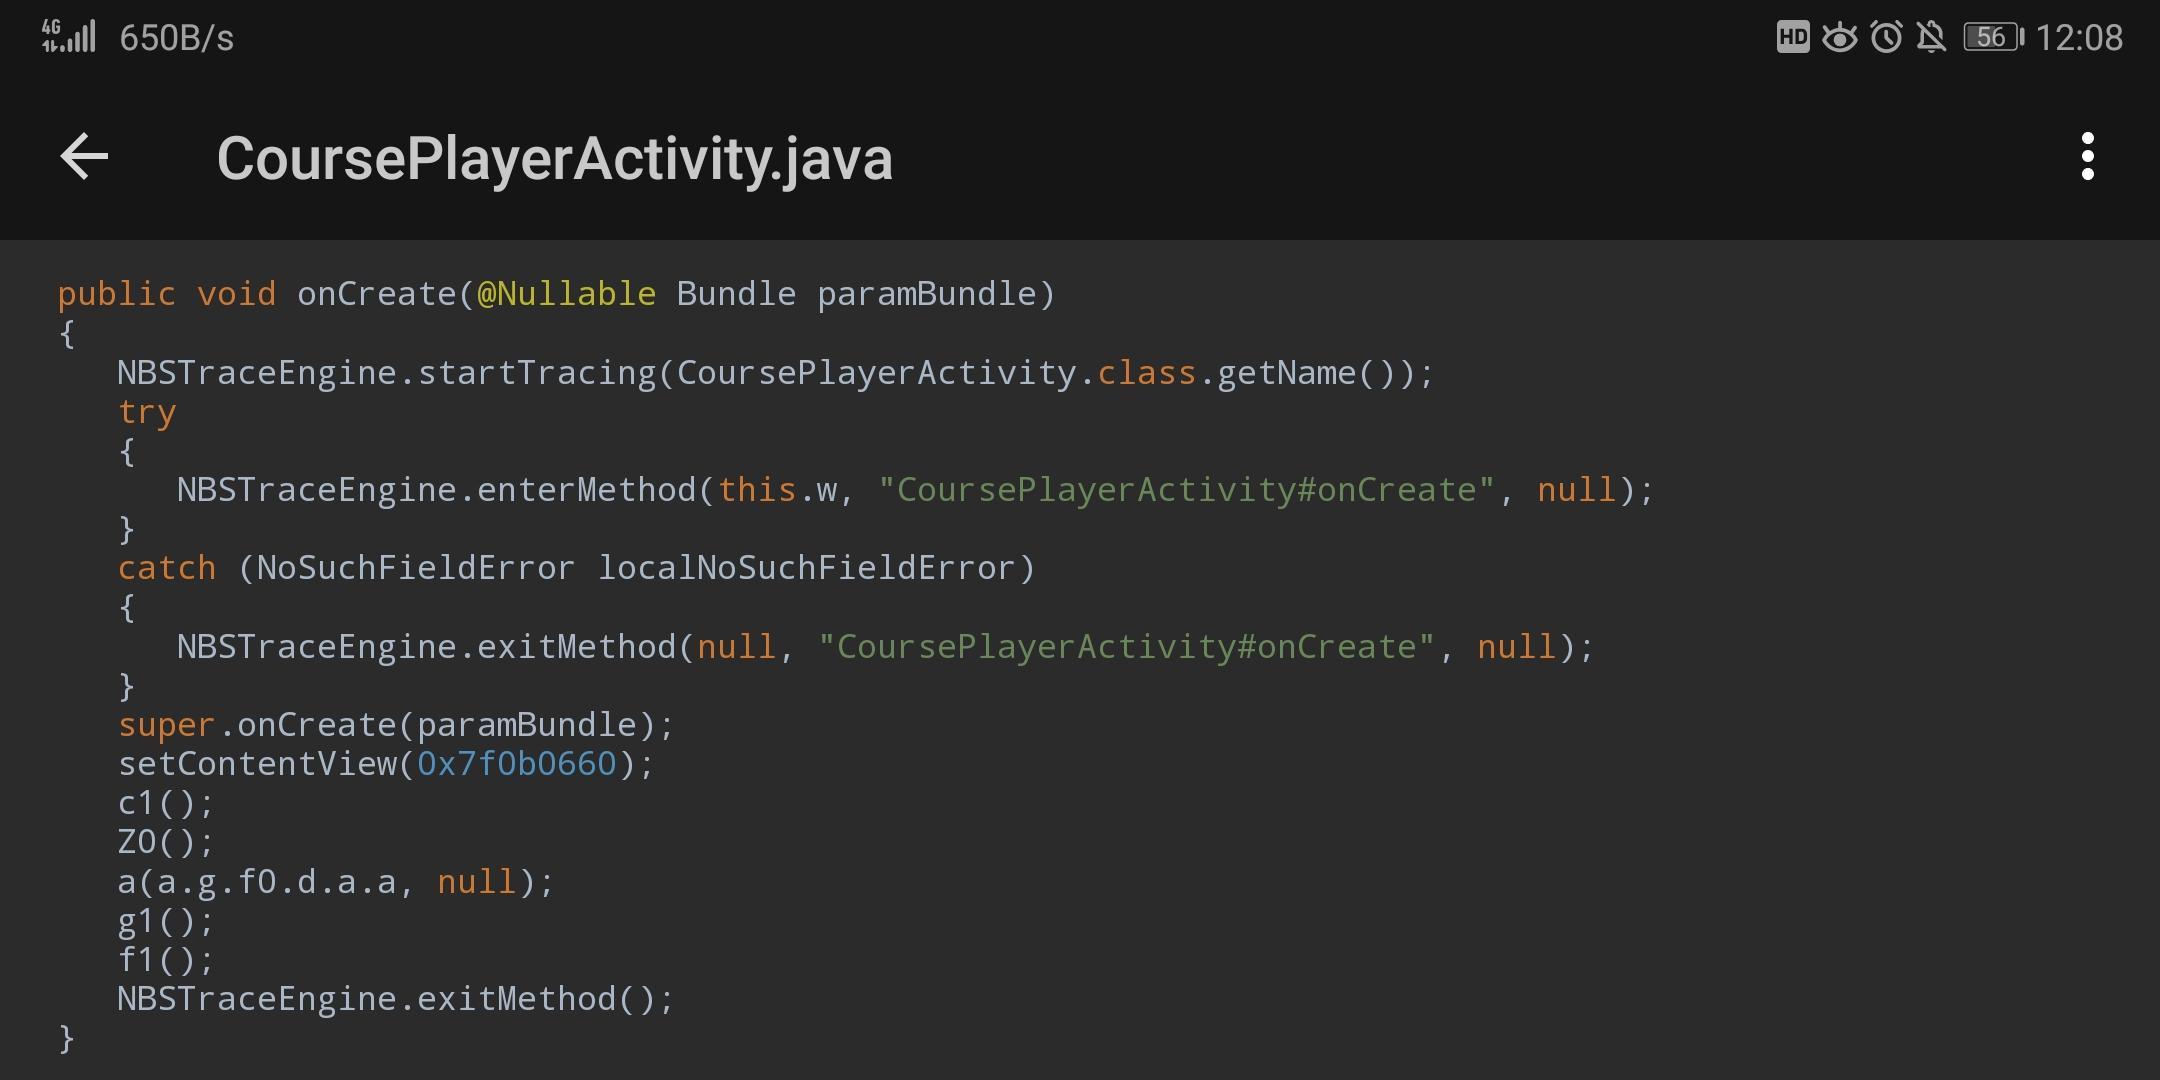 4G 650B/s HD 56 12:08
CoursePlayerActivity.java
public void onCreate(@Nullable Bundle paramBundle)
{
NBSTraceEngine.startTracing(CoursePlayerActivity.class.getName());
try
{
NBSTraceEngine.enterMethod(this.w, "CoursePlayerActivity#onCreate", null);
}
catch (NoSuchFieldError localNoSuchFieldError)
{
NBSTraceEngine.exitMethod(null, "CoursePlayerActivity#onCreate", null);
}
super.onCreate(paramBundle);
setContentView(0x7f0b0660);
c1();
Z0();
a(a.g.f0.d.a.a, null);
g1();
f1();
NBSTraceEngine.exitMethod();
}